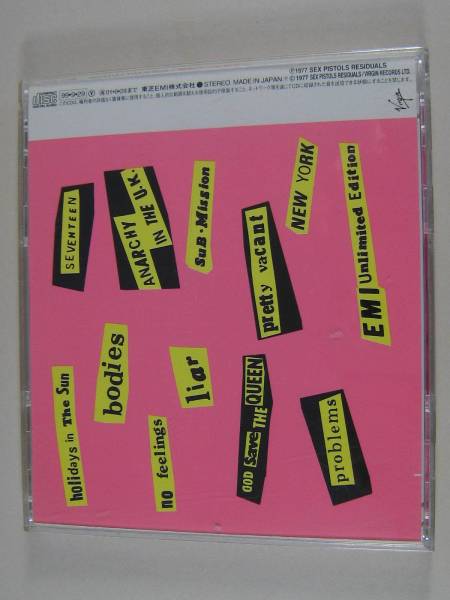 ℗1977 SEX PISTOLS RESIDUALS
© 1977 SEX PISTOLS RESIDUALS/VIRGIN RECORDS LTD.
東芝EMI株式会社 ● STEREO MADE IN JAPAN
Virgin
SEVENTEEN
ANARCHY
IN THE U.K.
SuB·Mission
pretty vacant
NEW YORK
EMI Unlimited Edition
holidays in The Sun
bodies
no feelings
liar
GOD Save THE QUEEN
problems